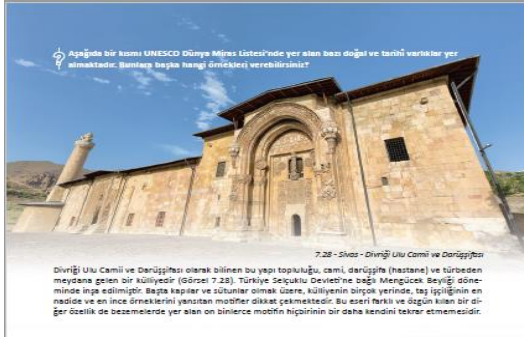 Aşağıda bir kısmı UNESCO Dünya Miras Listesi'nde yer alan bazı doğal ve tarihî varlıklar yer
almaktadır. Bunlara başka hangi örnekleri verebilirsiniz?
7.28 - Sivas - Divriği Ulu Camii ve Darüşşifası
Divriği Ulu Camii ve Darüşşifası olarak bilinen bu yapı topluluğu, cami, darüşşifa (hastane) ve türbeden
meydana gelen bir külliyedir (Görsel 7.28). Türkiye Selçuklu Devleti'ne bağlı Mengücek Beyliği döne-
minde inşa edilmiştir. Başta kapılar ve sütunlar olmak üzere, külliyenin birçok yerinde, taş işçiliğinin en
nadide ve en ince örneklerini yansıtan motifler dikkat çekmektedir. Bu eseri farklı ve özgün kılan bir di-
ğer özellik de bezemelerde yer alan on binlerce motifin hiçbirinin bir daha kendini tekrar etmemesidir.